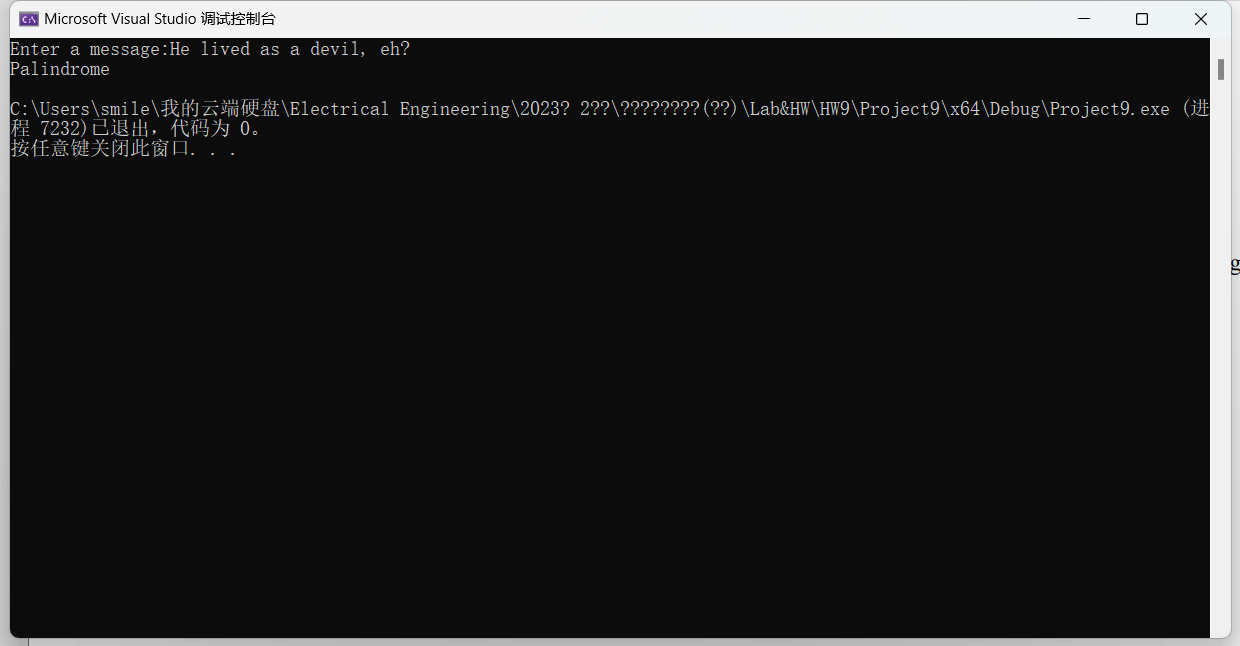 Microsoft Visual Studio 调试控制台
Enter a message:He lived as a devil, eh?
Palindrome
C:\Users\smile\我的云端硬盘\Electrical Engineering\2023? 2??\????????(??)\Lab&HW\HW9\Project9\x64\Debug\Project9.exe (进
程 7232)已退出，代码为 0。
按任意键关闭此窗口. . .
g